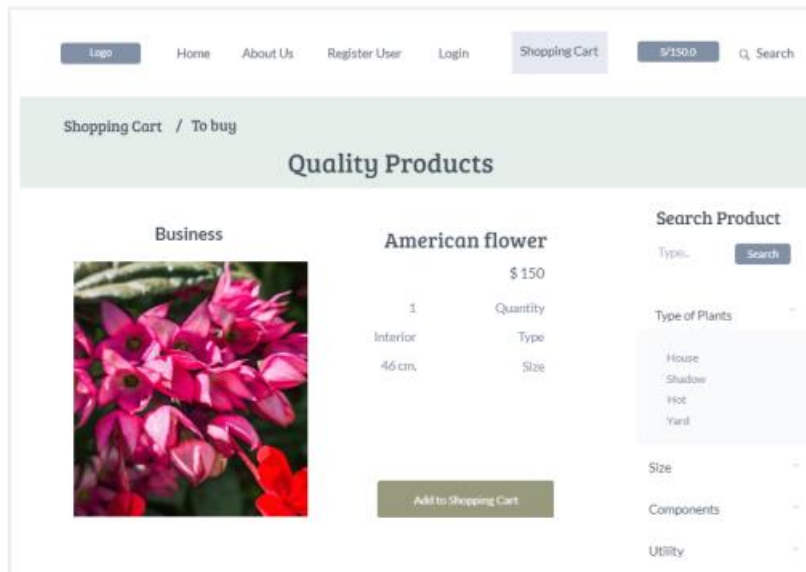 Logo Home About Us Register User Login Shopping Cart S/150.0 Search
Shopping Cart / To buy
Quality Products
Business
American flower
$ 150
1 Quantity
Interior Type
46 cm. Size
Add to Shopping Cart
Search Product
Type.. Search
Type of Plants
House
Shadow
Hot
Yard
Size
Components
Utility